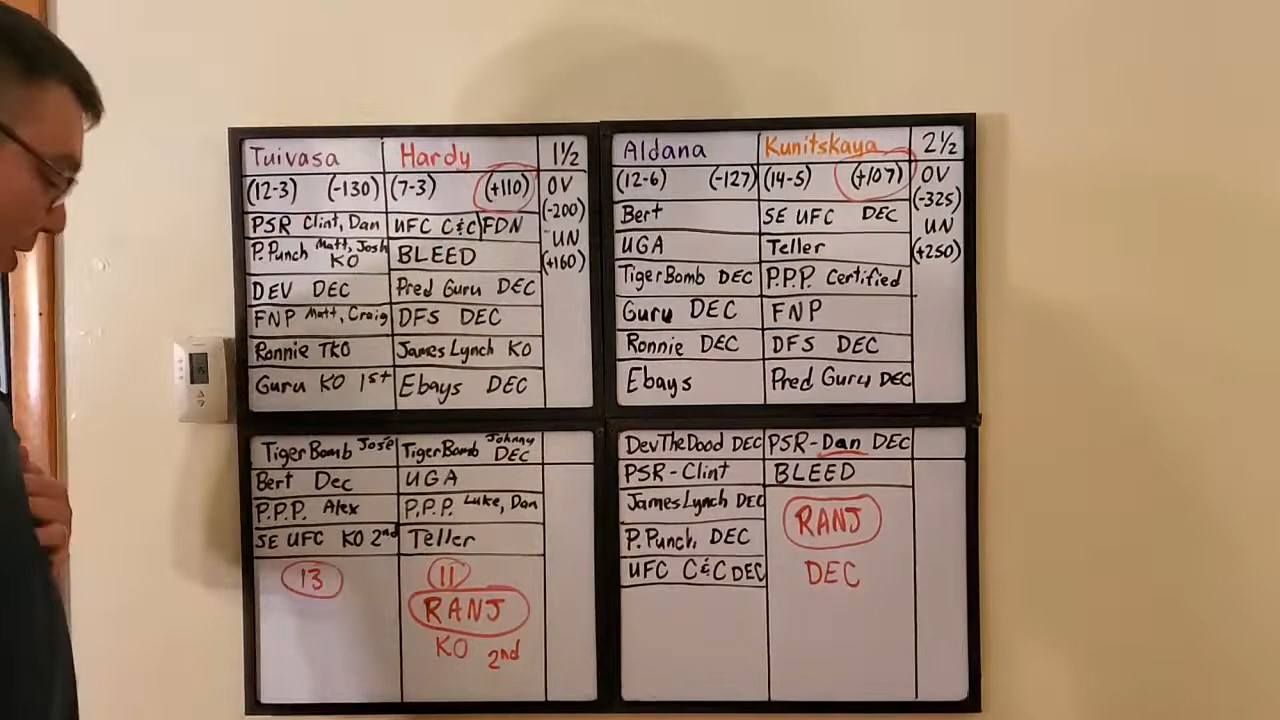 Tuivasa Hardy 1½
(12-3) (-130) (7-3) (+110) OV
(-200)
PSR Clint, Dan UFC C&C FDN UN
P. Punch Matt, Josh KO BLEED (+160)
DEV DEC Pred Guru DEC
FNP Matt, Craig DFS DEC
Ronnie TKO James Lynch KO
Guru KO 1st Ebays DEC
TigerBomb José TigerBomb Johnny DEC
Bert Dec UGA
P.P.P. Alex P.P.P. Luke, Dan
SE UFC KO 2nd Teller
13 11
RANJ
KO 2nd
Aldana Kunitskaya 2½
(12-6) (-127) (14-5) (+107) OV
(-325)
Bert SE UFC DEC UN
UGA Teller (+250)
TigerBomb DEC P.P.P. Certified
Guru DEC FNP
Ronnie DEC DFS DEC
Ebays Pred Guru DEC
DevTheDood DEC PSR-Dan DEC
PSR-Clint BLEED
James Lynch DEC RANJ
P. Punch, DEC
UFC C&C DEC DEC